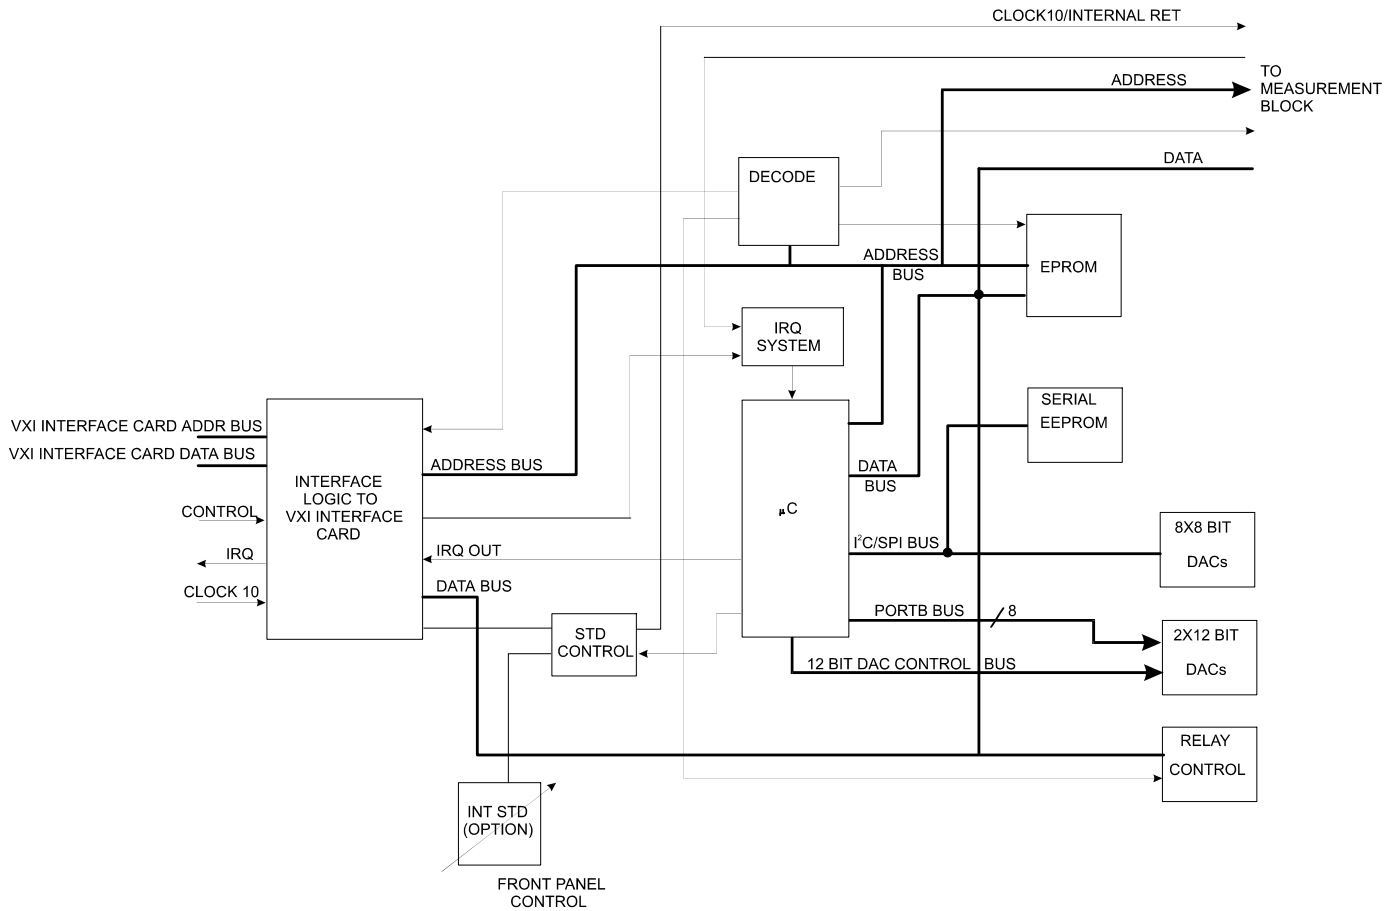 CLOCK10/INTERNAL RET
TO
MEASUREMENT
BLOCK
ADDRESS
DATA
DECODE
ADDRESS
BUS
EPROM
IRQ
SYSTEM
SERIAL
EEPROM
VXI INTERFACE CARD ADDR BUS
VXI INTERFACE CARD DATA BUS
CONTROL
IRQ
CLOCK 10
INTERFACE
LOGIC TO
VXI INTERFACE
CARD
ADDRESS BUS
IRQ OUT
DATA BUS
DATA
BUS
μC
I²C/SPI BUS
8X8 BIT
DACs
PORTB BUS
8
2X12 BIT
DACs
12 BIT DAC CONTROL BUS
STD
CONTROL
RELAY
CONTROL
INT STD
(OPTION)
FRONT PANEL
CONTROL